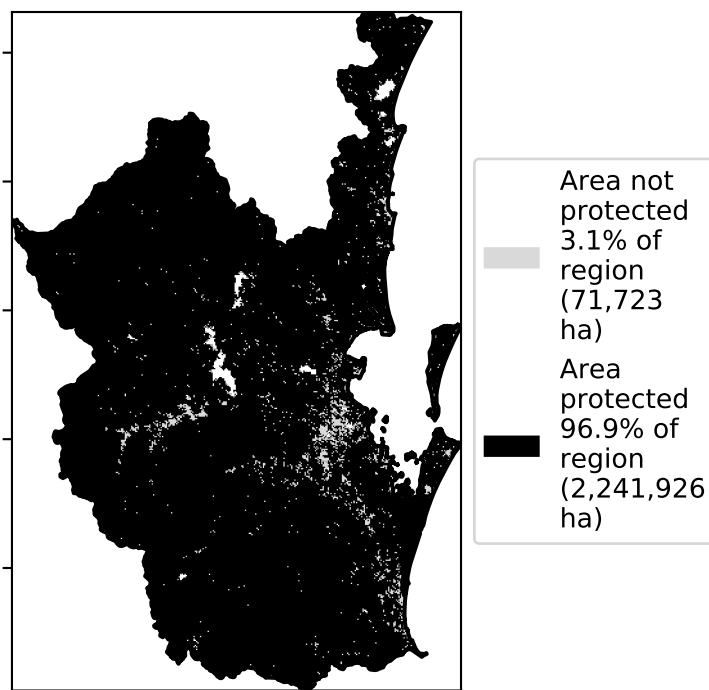 Area not
protected
3.1% of
region
(71,723
ha)
Area
protected
96.9% of
region
(2,241,926
ha)